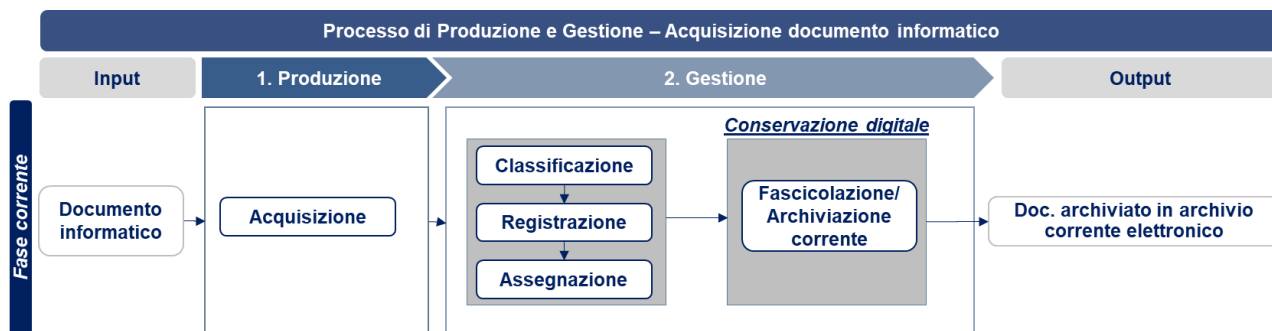 Processo di Produzione e Gestione – Acquisizione documento informatico
Input
1. Produzione
2. Gestione
Output
Fase corrente
Documento
informatico
Acquisizione
Classificazione
Registrazione
Assegnazione
Conservazione digitale
Fascicolazione/
Archiviazione
corrente
Doc. archiviato in archivio
corrente elettronico